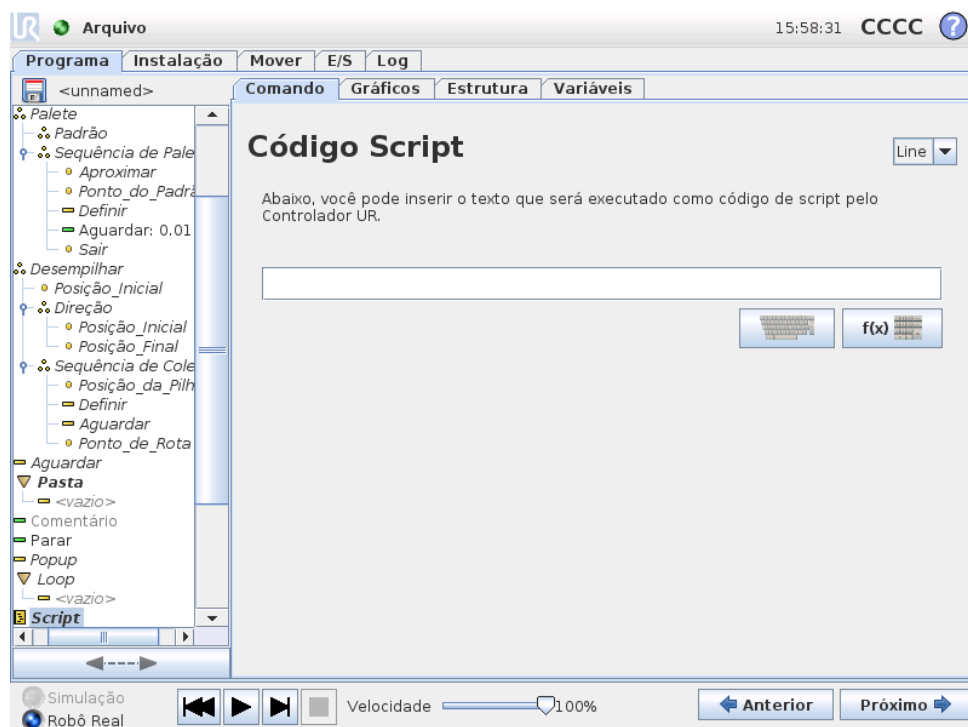 UR Arquivo 15:58:31 CCCC ?
Programa Instalação Mover E/S Log
<unnamed> Comando Gráficos Estrutura Variáveis
Palete
Padrão
Sequência de Pale
Aproximar
Ponto_do_Padrã
Definir
Aguardar: 0.01
Sair
Desempilhar
Posição_Inicial
Direção
Posição_Inicial
Posição_Final
Sequência de Cole
Posição_da_Pilh
Definir
Aguardar
Ponto_de_Rota
Aguardar
Pasta
<vazio>
Comentário
Parar
Popup
Loop
<vazio>
Script
Código Script
Line
Abaixo, você pode inserir o texto que será executado como código de script pelo
Controlador UR.
f(x)
Simulação
Robô Real
Velocidade 100%
Anterior Próximo